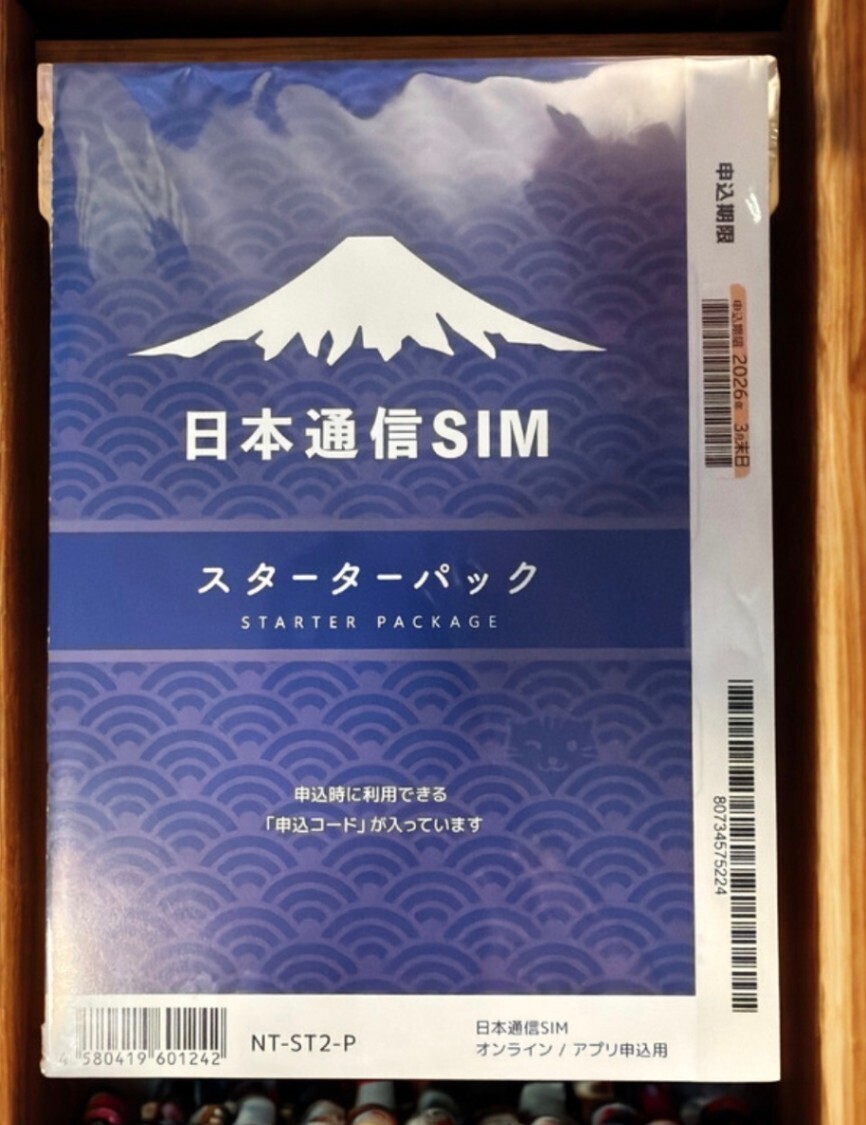 日本通信SIM
スターターパック
STARTER PACKAGE
申込時に利用できる
「申込コード」が入っています
4 580419 601242
NT-ST2-P
日本通信SIM
オンライン / アプリ申込用
申込期限
申込期限 2026年 3月末日
80734575224